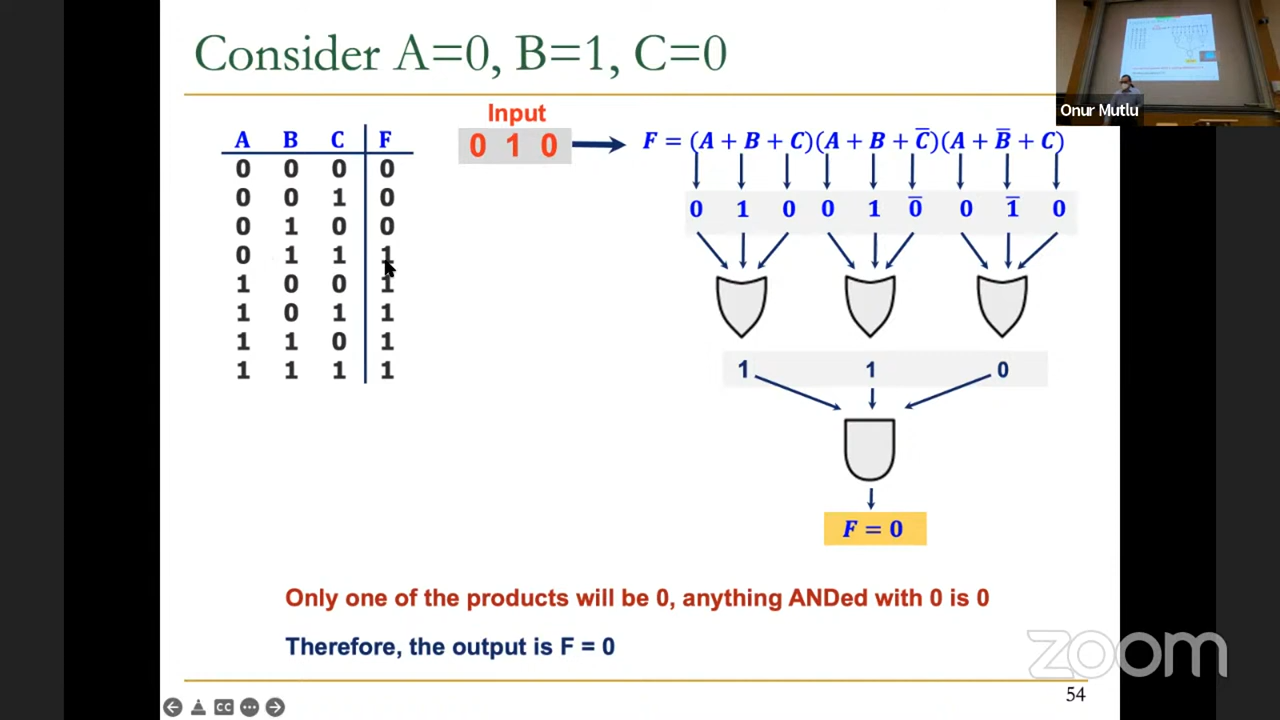 Consider A=0, B=1, C=0
Onur Mutlu
A B C F
0 0 0 0
0 0 1 0
0 1 0 0
0 1 1 1
1 0 0 1
1 0 1 1
1 1 0 1
1 1 1 1
Input
0 1 0
F = (A + B + C)(A + B + C̅)(A + B̅ + C)
0 1 0 0 1 0̅ 0 1̅ 0
1 1 0
F = 0
Only one of the products will be 0, anything ANDed with 0 is 0
Therefore, the output is F = 0
zoom
CC
54